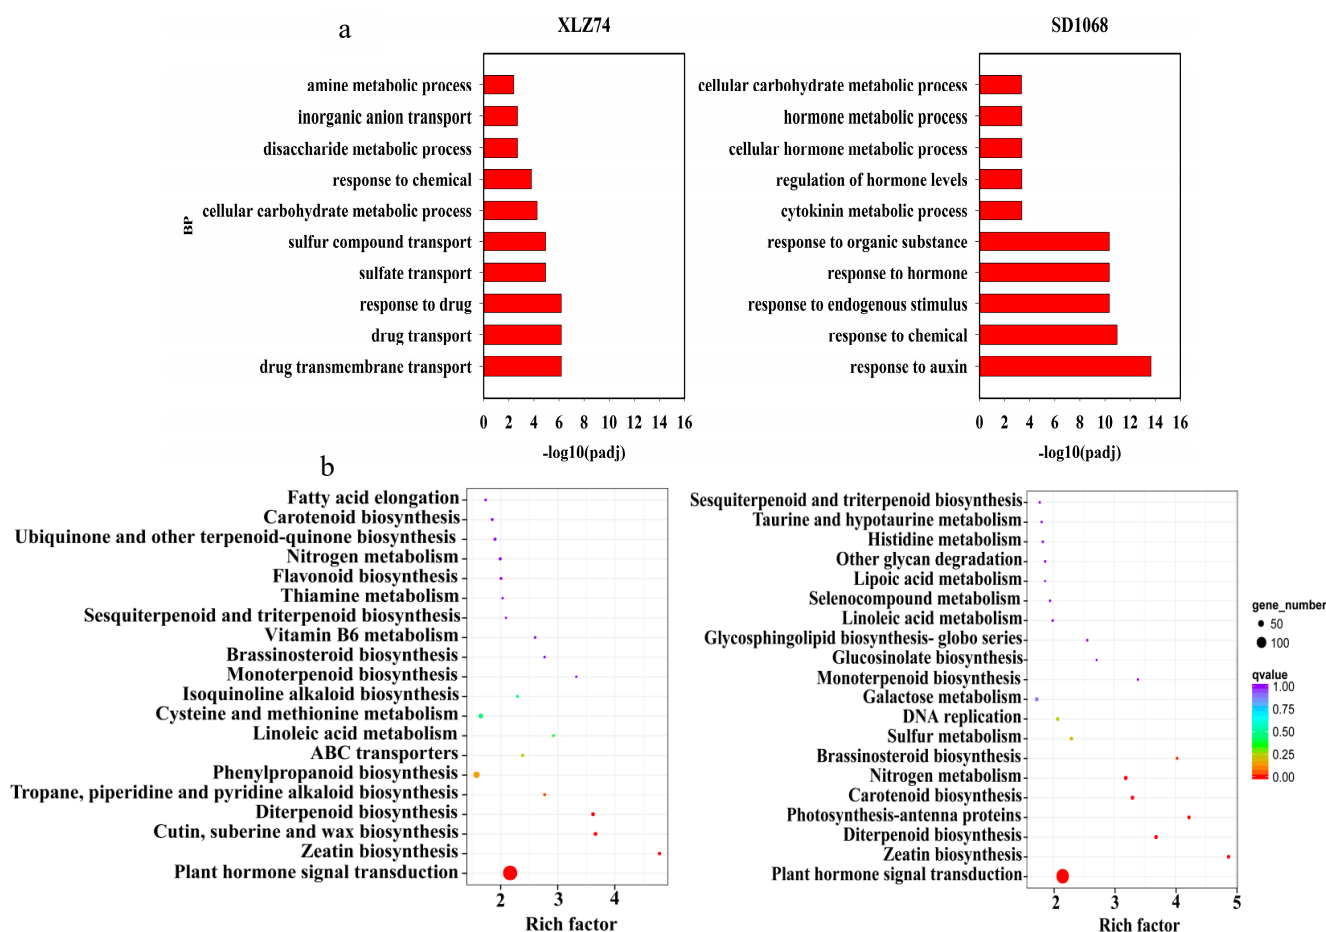 a
XLZ74
amine metabolic process
inorganic anion transport
disaccharide metabolic process
response to chemical
cellular carbohydrate metabolic process
sulfur compound transport
sulfate transport
response to drug
drug transport
drug transmembrane transport
BP
0 2 4 6 8 10 12 14 16
-log10(padj)
SD1068
cellular carbohydrate metabolic process
hormone metabolic process
cellular hormone metabolic process
regulation of hormone levels
cytokinin metabolic process
response to organic substance
response to hormone
response to endogenous stimulus
response to chemical
response to auxin
0 2 4 6 8 10 12 14 16
-log10(padj)
b
Fatty acid elongation
Carotenoid biosynthesis
Ubiquinone and other terpenoid-quinone biosynthesis
Nitrogen metabolism
Flavonoid biosynthesis
Thiamine metabolism
Sesquiterpenoid and triterpenoid biosynthesis
Vitamin B6 metabolism
Brassinosteroid biosynthesis
Monoterpenoid biosynthesis
Isoquinoline alkaloid biosynthesis
Cysteine and methionine metabolism
Linoleic acid metabolism
ABC transporters
Phenylpropanoid biosynthesis
Tropane, piperidine and pyridine alkaloid biosynthesis
Diterpenoid biosynthesis
Cutin, suberine and wax biosynthesis
Zeatin biosynthesis
Plant hormone signal transduction
2 3 4
Rich factor
Sesquiterpenoid and triterpenoid biosynthesis
Taurine and hypotaurine metabolism
Histidine metabolism
Other glycan degradation
Lipoic acid metabolism
Selenocompound metabolism
Linoleic acid metabolism
Glycosphingolipid biosynthesis- globo series
Glucosinolate biosynthesis
Monoterpenoid biosynthesis
Galactose metabolism
DNA replication
Sulfur metabolism
Brassinosteroid biosynthesis
Nitrogen metabolism
Carotenoid biosynthesis
Photosynthesis-antenna proteins
Diterpenoid biosynthesis
Zeatin biosynthesis
Plant hormone signal transduction
2 3 4 5
Rich factor
gene_number
50
100
qvalue
1.00
0.75
0.50
0.25
0.00